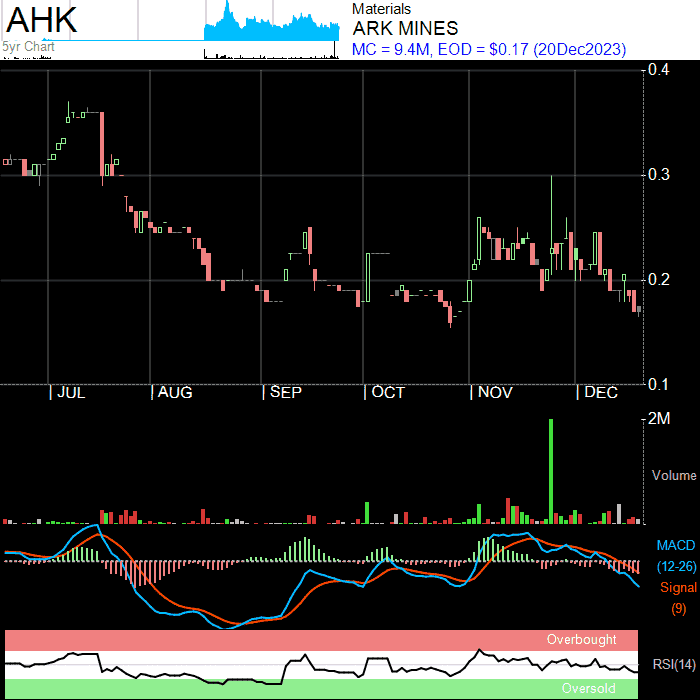 AHK
5yr Chart
Materials
ARK MINES
MC = 9.4M, EOD = $0.17 (20Dec2023)
0.4
0.3
0.2
0.1
JUL
AUG
SEP
OCT
NOV
DEC
2M
Volume
MACD
(12-26)
Signal
(9)
Overbought
RSI(14)
Oversold